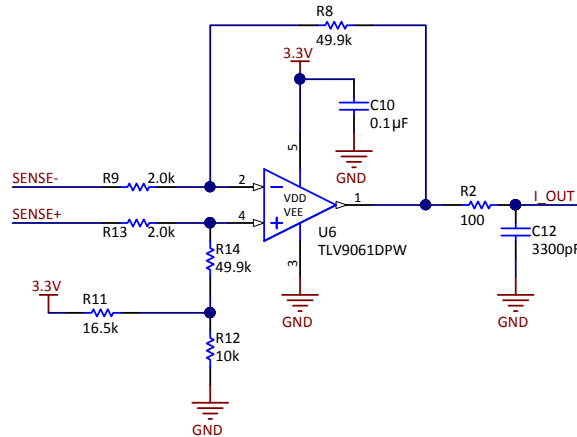 R8
49.9k
3.3V
C10
0.1µF
5
GND
SENSE-
R9
2.0k
2
VDD
VEE
1
R2
100
I_OUT
SENSE+
R13
2.0k
4
U6
TLV9061DPW
C12
3300pF
R14
49.9k
3
3.3V
R11
16.5k
GND
GND
R12
10k
GND